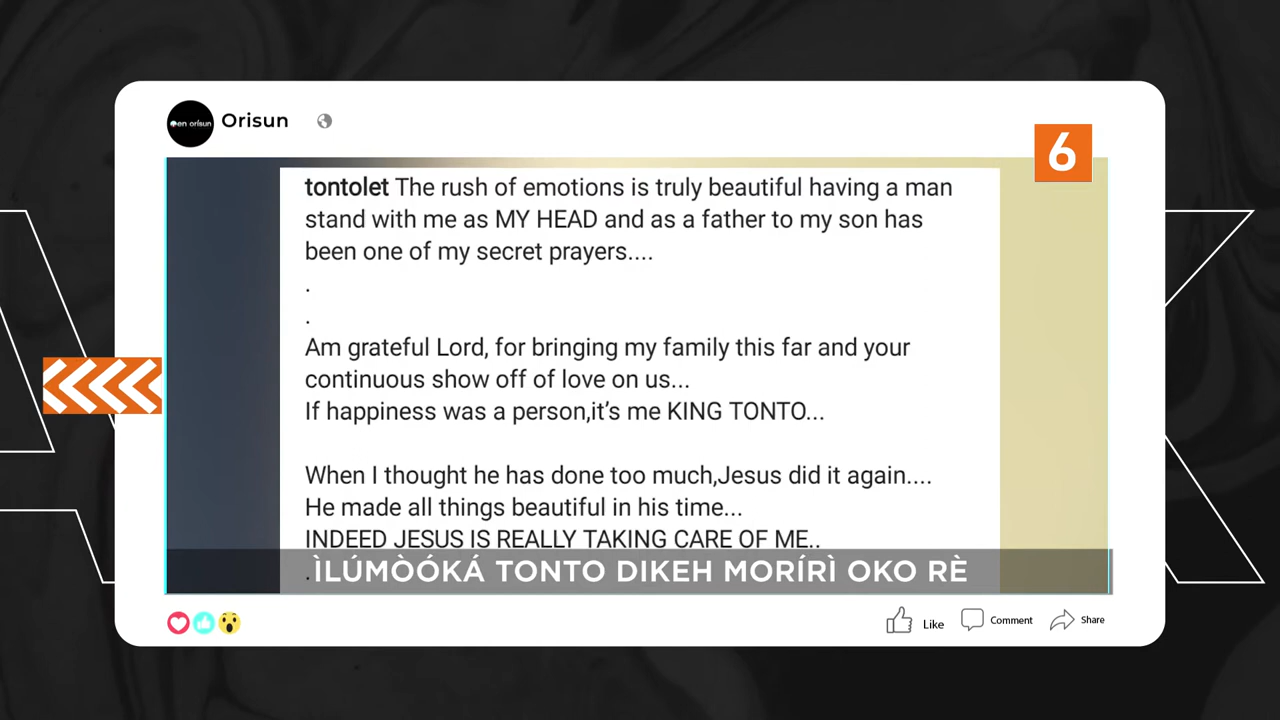 en orisun
Orisun
6
tontolet The rush of emotions is truly beautiful having a man
stand with me as MY HEAD and as a father to my son has
been one of my secret prayers....
.
.
Am grateful Lord, for bringing my family this far and your
continuous show off of love on us...
If happiness was a person,it’s me KING TONTO...
When I thought he has done too much,Jesus did it again....
He made all things beautiful in his time...
INDEED JESUS IS REALLY TAKING CARE OF ME..
.
ÌLÚMÒÓKÁ TONTO DIKEH MORÍRÌ OKO RÈ
Like
Comment
Share